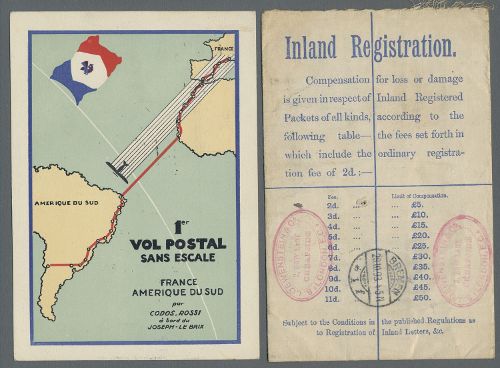 FRANCE
AMERIQUE DU SUD
1er
VOL POSTAL
SANS ESCALE
FRANCE
AMERIQUE DU SUD
par
CODOS, ROSSI
à bord du
JOSEPH-LE BRIX
Inland Registration.
Compensation for loss or damage
is given in respect of Inland Registered
Packets of all kinds, according to the
following table— the fees set forth in
which include the ordinary registra-
tion fee of 2d.:—
Fee. Limit of Compensation.
2d. ... ... £5.
3d. ... ... £10.
4d. ... ... £15.
5d. ... ... £20.
6d. ... ... £25.
7d. ... ... £30.
8d. ... ... £35.
9d. ... ... £40.
10d. ... ... £45.
11d. ... ... £50.
BREMEN
Subject to the Conditions in the published Regulations as
to Registration of Inland Letters, &c.